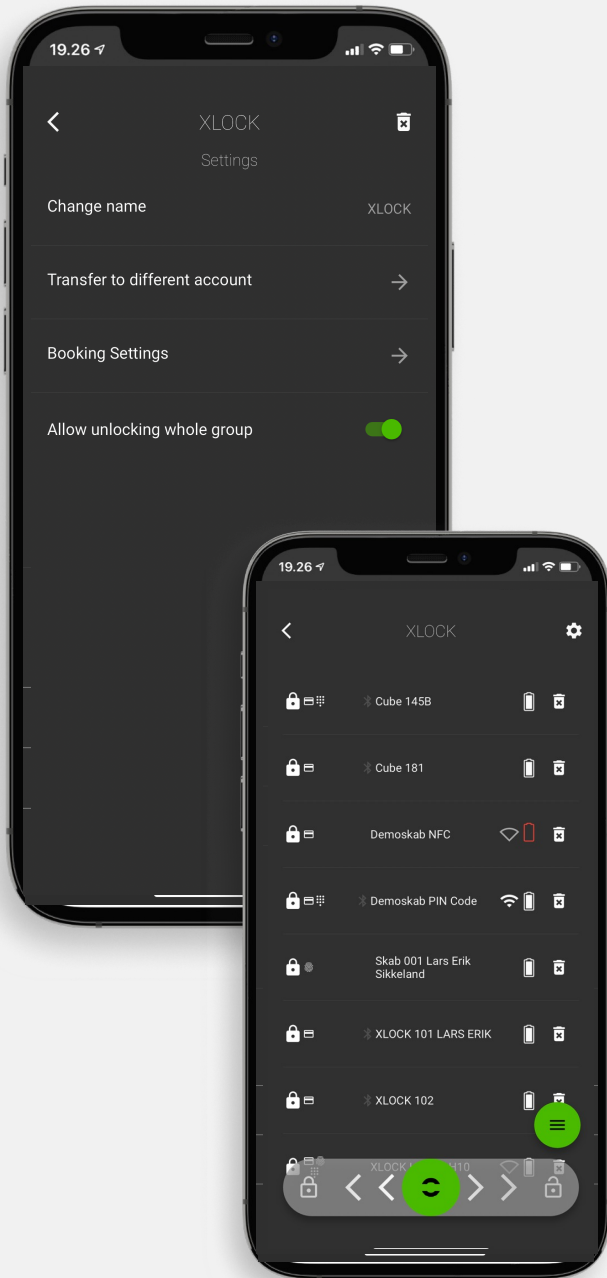 19.26
XLOCK
Settings
Change name
XLOCK
Transfer to different account
Booking Settings
Allow unlocking whole group
19.26
XLOCK
Cube 145B
Cube 181
Demoskab NFC
Demoskab PIN Code
Skab 001 Lars Erik
Sikkeland
XLOCK 101 LARS ERIK
XLOCK 102
XLOCK
H10